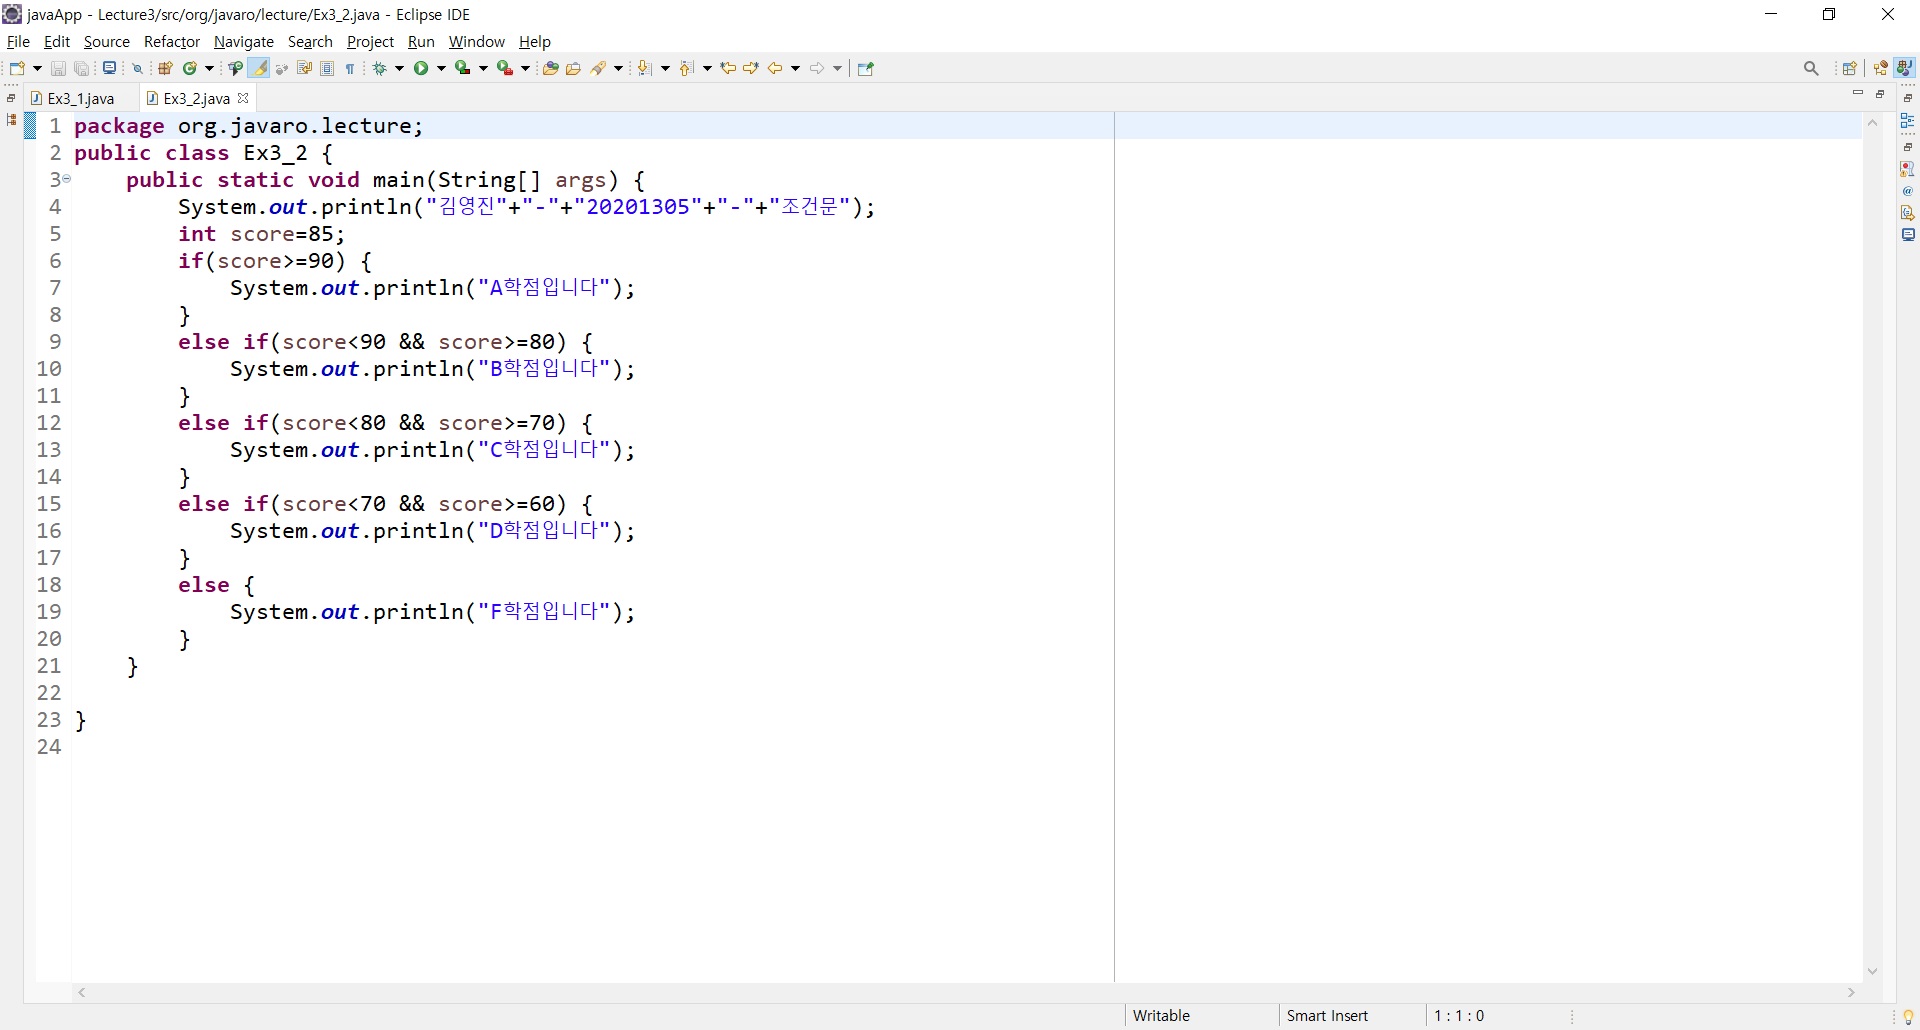 javaApp - Lecture3/src/org/javaro/lecture/Ex3_2.java - Eclipse IDE
File Edit Source Refactor Navigate Search Project Run Window Help
Ex3_1.java Ex3_2.java
1 package org.javaro.lecture;
2 public class Ex3_2 {
3     public static void main(String[] args) {
4         System.out.println("김영진"+"-"+"20201305"+"-"+"조건문");
5         int score=85;
6         if(score>=90) {
7             System.out.println("A학점입니다");
8         }
9         else if(score<90 && score>=80) {
10             System.out.println("B학점입니다");
11         }
12         else if(score<80 && score>=70) {
13             System.out.println("C학점입니다");
14         }
15         else if(score<70 && score>=60) {
16             System.out.println("D학점입니다");
17         }
18         else {
19             System.out.println("F학점입니다");
20         }
21     }
22
23 }
24
Writable Smart Insert 1 : 1 : 0